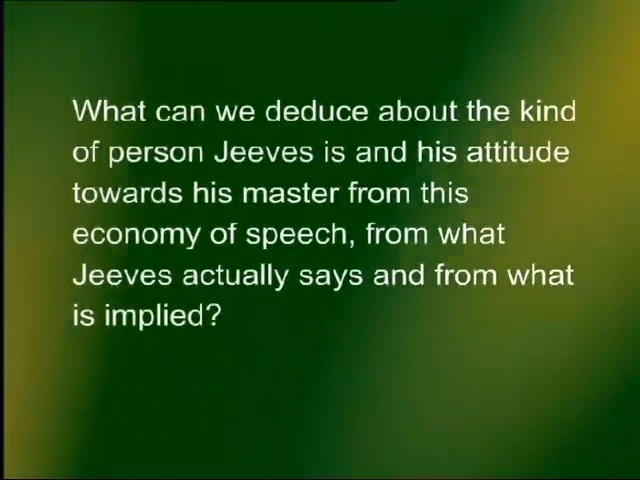 What can we deduce about the kind
of person Jeeves is and his attitude
towards his master from this
economy of speech, from what
Jeeves actually says and from what
is implied?